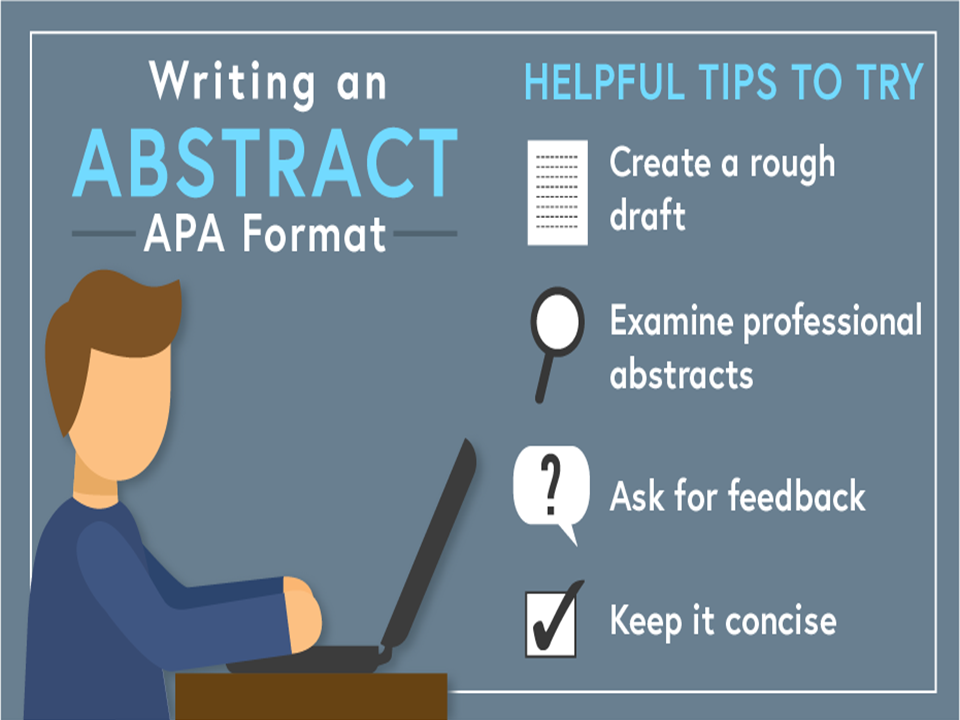 Writing an
ABSTRACT
APA Format
HELPFUL TIPS TO TRY
Create a rough
draft
Examine professional
abstracts
?
Ask for feedback
Keep it concise